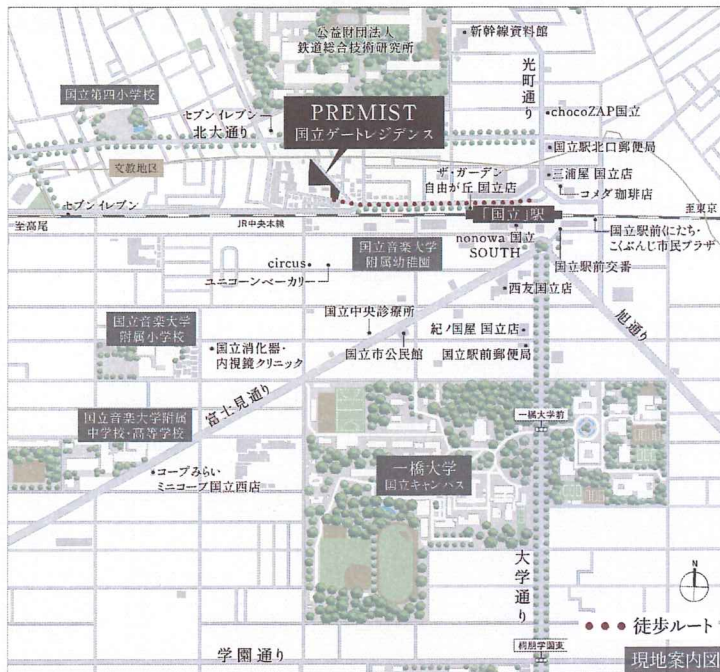 公益財団法人
鉄道総合技術研究所
新幹線資料館
光町通り
国立第四小学校
セブンイレブン
北大通り
PREMIST
国立ゲートレジデンス
chocoZAP国立
国立駅北口郵便局
文教地区
ザ・ガーデン
自由が丘 国立店
三浦屋 国立店
コメダ珈琲店
セブンイレブン
至高尾
JR中央本線
「国立」駅
至東京
国立音楽大学
附属幼稚園
nonowa 国立
SOUTH
国立駅前くにたち・
こくぶんじ市民プラザ
国立駅前交番
circus
ユニコーンベーカリー
西友国立店
旭通り
国立音楽大学
附属小学校
国立中央診療所
紀ノ国屋 国立店
国立消化器・
内視鏡クリニック
国立市公民館
国立駅前郵便局
富士見通り
国立音楽大学附属
中学校・高等学校
一橋大学前
コープみらい
ミニコープ国立西店
一橋大学
国立キャンパス
大学通り
N
徒歩ルート
桐朋学園東
学園通り
現地案内図